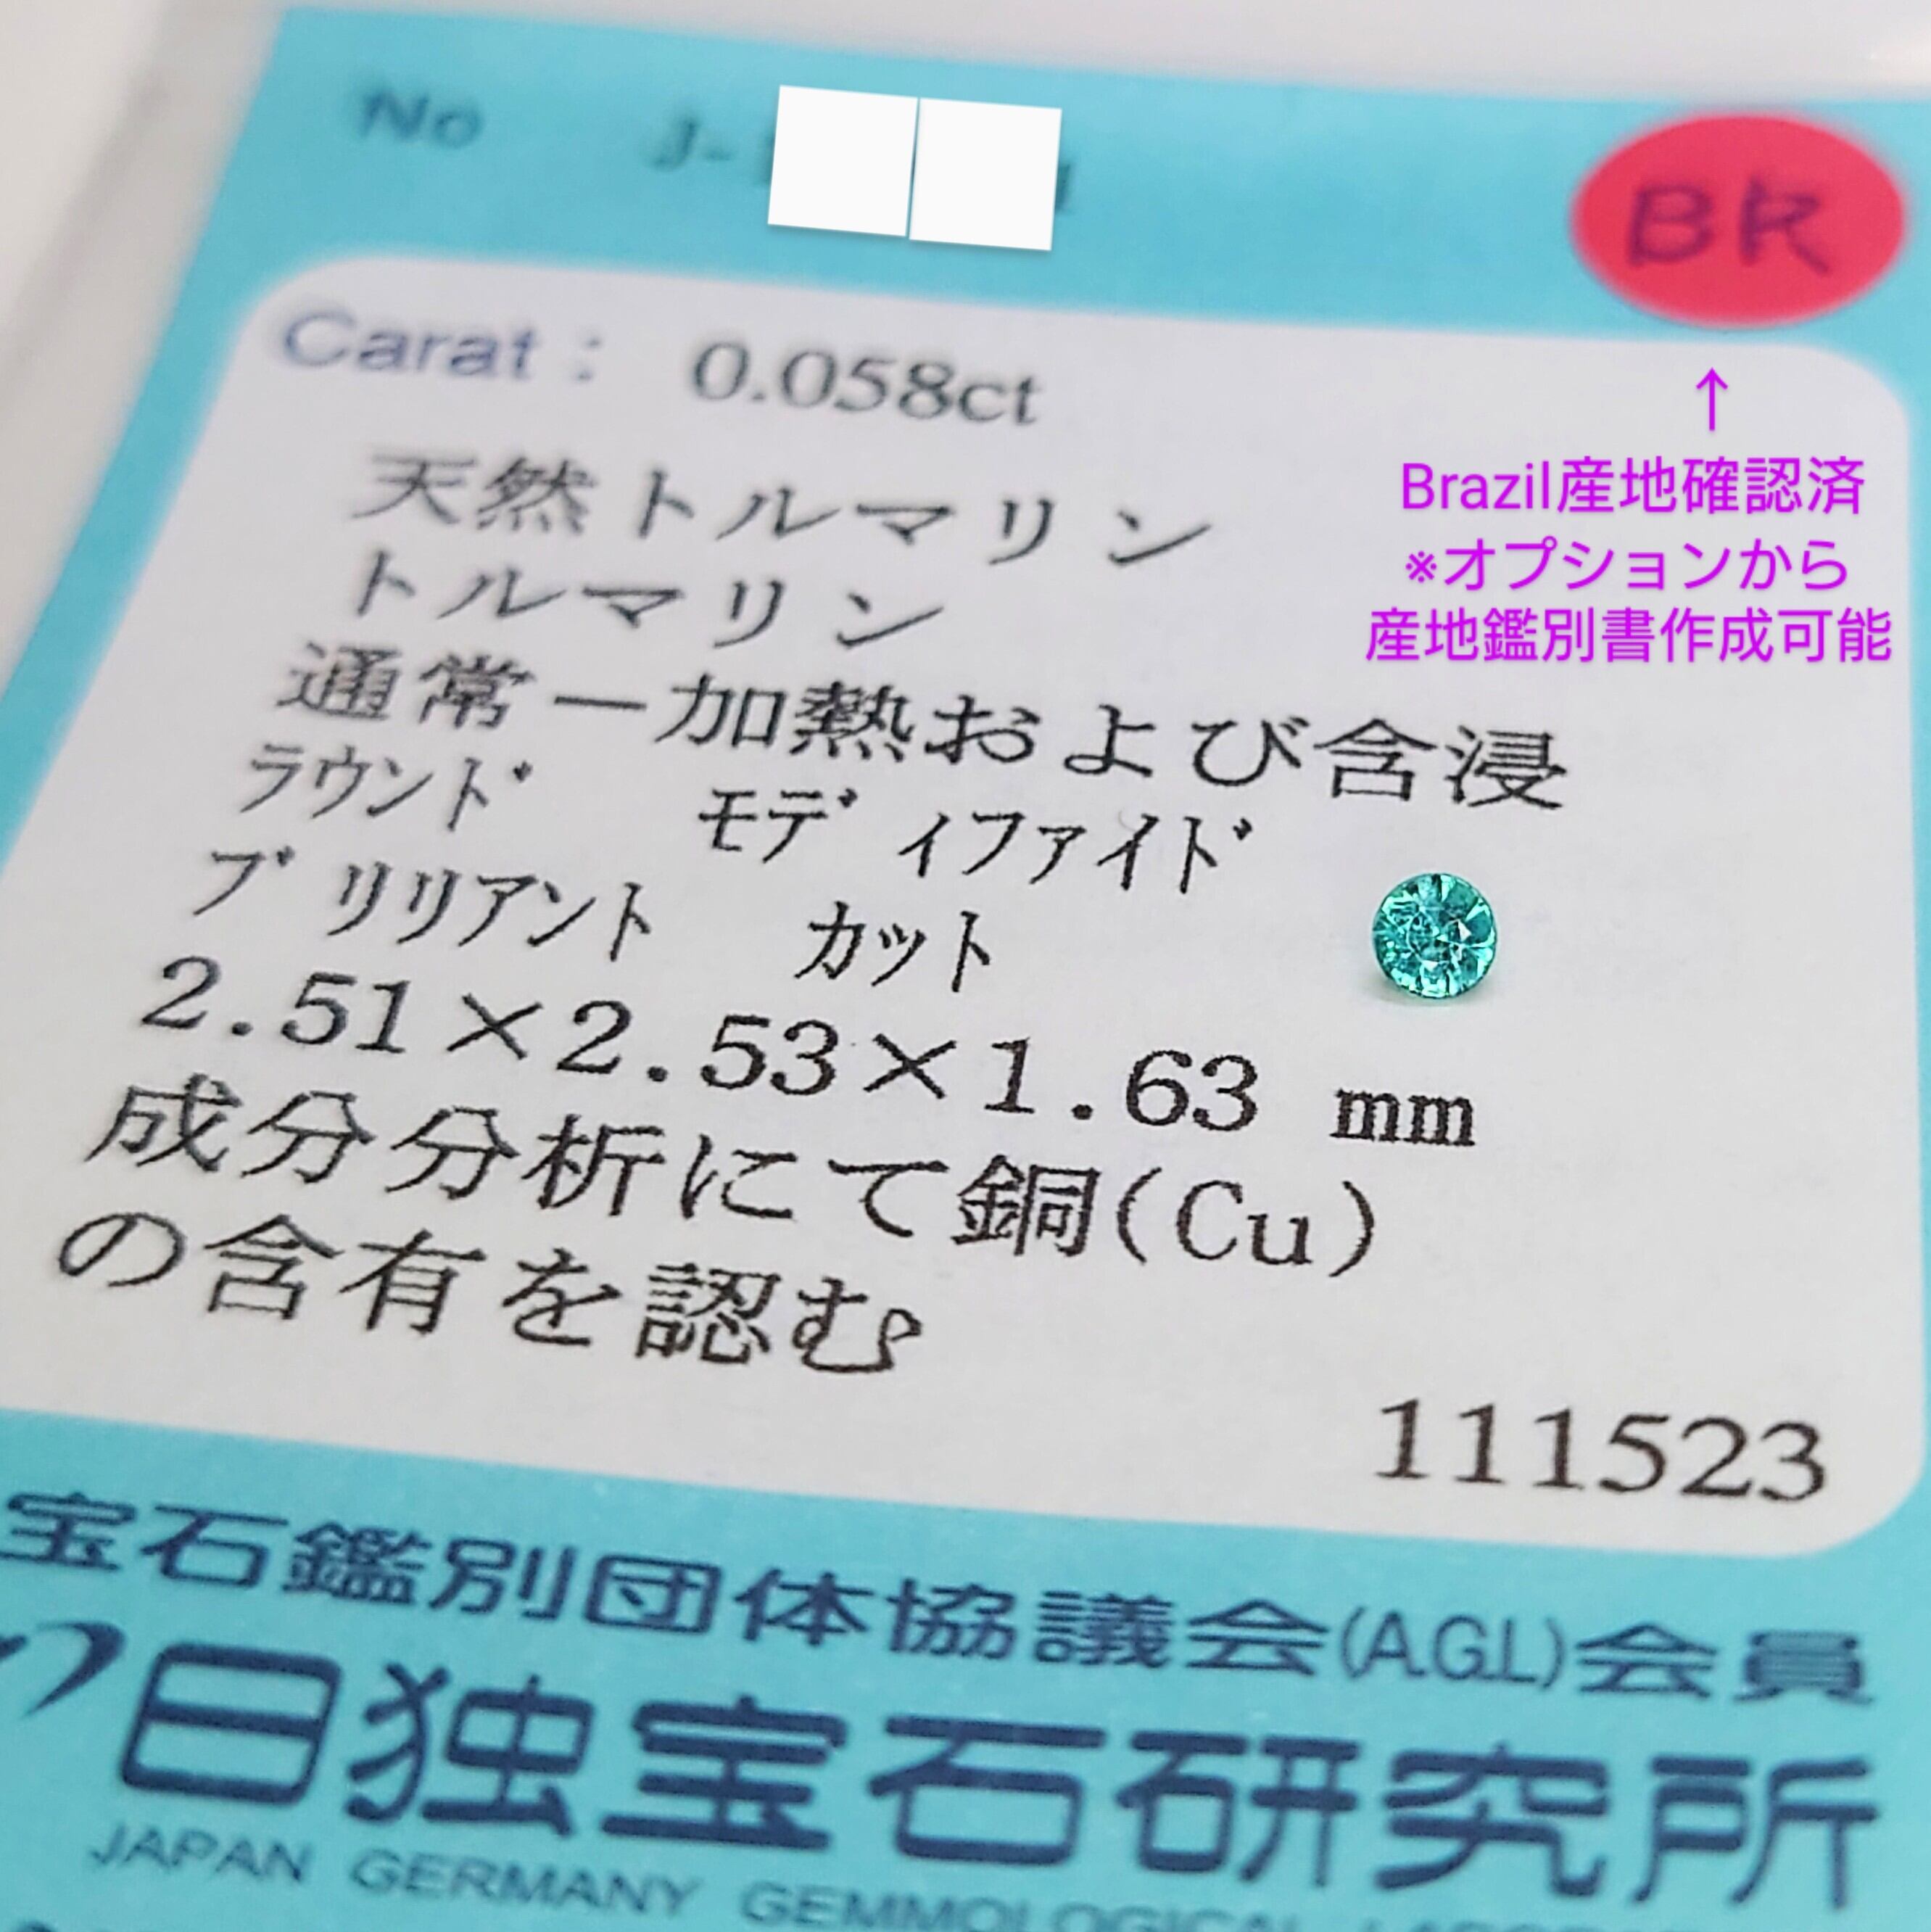 No J-
BR
Carat : 0.058ct
↑
Brazil産地確認済
※オプションから
産地鑑別書作成可能
天然トルマリン
トルマリン
通常ー加熱および含浸
ラウンド モディファイド
ブリリアント カット
2.51×2.53×1.63 mm
成分分析にて銅(Cu)
の含有を認む
111523
宝石鑑別団体協議会(A.G.L)会員
日独宝石研究所
JAPAN GERMANY GEMMOLOGICAL